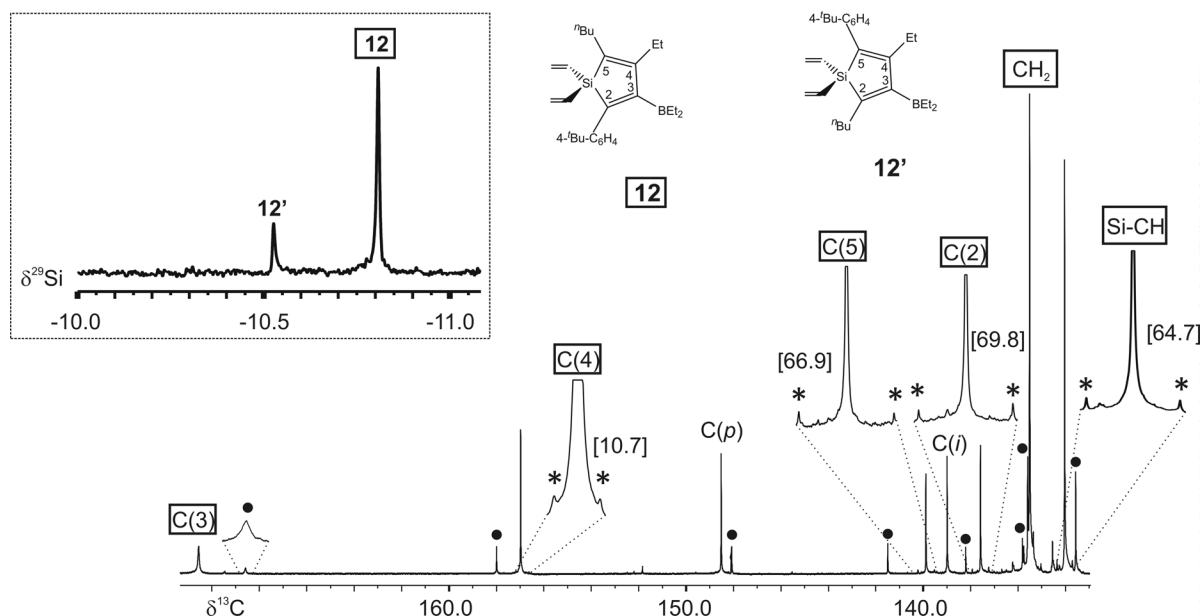 12
12'
δ29Si
-10.0
-10.5
-11.0
nBu
Et
5
4
Si
3
2
BEt2
4-tBu-C6H4
12
4-tBu-C6H4
Et
5
4
Si
3
2
BEt2
nBu
12'
CH2
C(5)
C(2)
Si-CH
[66.9]
[69.8]
[64.7]
* * * * * *
C(4)
[10.7]
* *
C(p)
C(i)
C(3)
δ13C
160.0
150.0
140.0